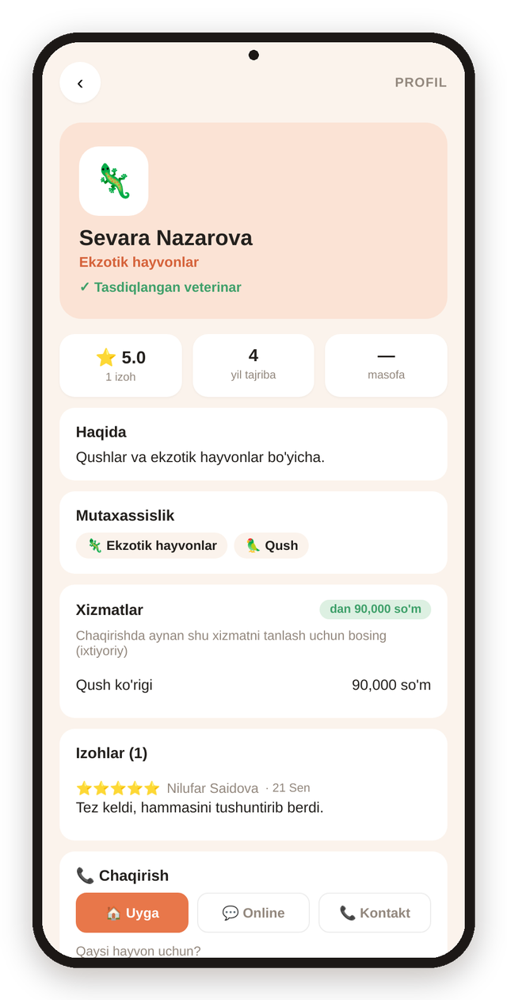 ‹
PROFIL
Sevara Nazarova
Ekzotik hayvonlar
✓ Tasdiqlangan veterinar
⭐ 5.0
1 izoh
4
yil tajriba
—
masofa
Haqida
Qushlar va ekzotik hayvonlar bo'yicha.
Mutaxassislik
🦎 Ekzotik hayvonlar
🦜 Qush
Xizmatlar
dan 90,000 so'm
Chaqirishda aynan shu xizmatni tanlash uchun bosing
(ixtiyoriy)
Qush ko'rigi
90,000 so'm
Izohlar (1)
⭐⭐⭐⭐⭐ Nilufar Saidova · 21 Sen
Tez keldi, hammasini tushuntirib berdi.
📞 Chaqirish
🏠 Uyga
💬 Online
📞 Kontakt
Qaysi hayvon uchun?